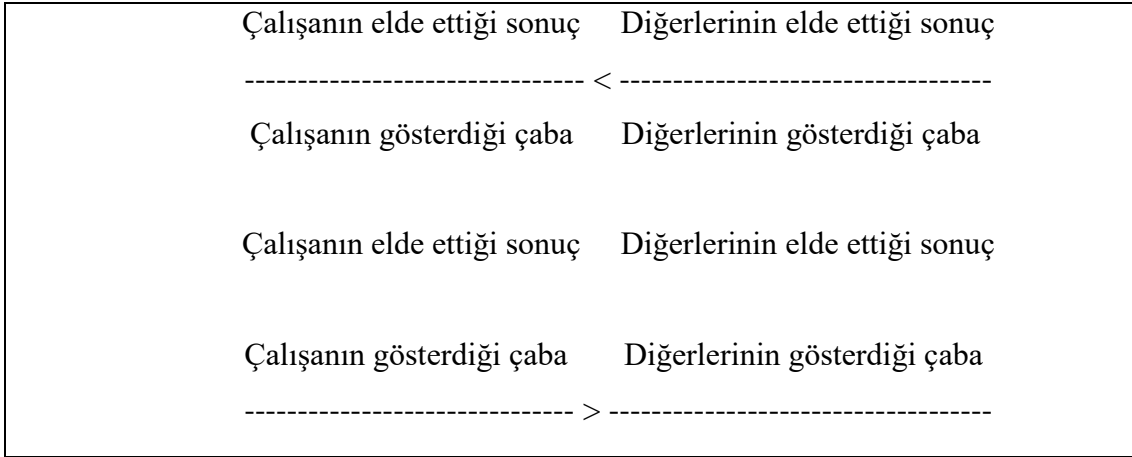 Çalışanın elde ettiği sonuç Diğerlerinin elde ettiği sonuç
-------------------------------- < -----------------------------------
Çalışanın gösterdiği çaba Diğerlerinin gösterdiği çaba
Çalışanın elde ettiği sonuç Diğerlerinin elde ettiği sonuç
Çalışanın gösterdiği çaba Diğerlerinin gösterdiği çaba
------------------------------- > ------------------------------------